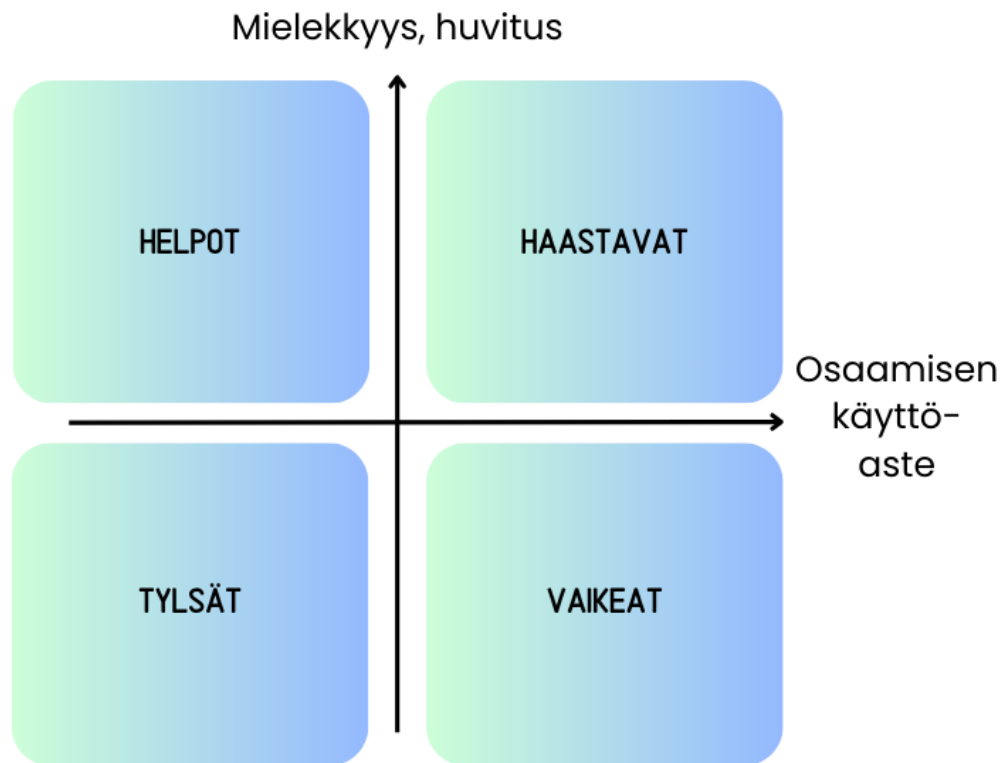 Mielekkyys, huvitus
HELPOT
HAASTAVAT
Osaamisen
käyttö-
aste
TYLSÄT
VAIKEAT